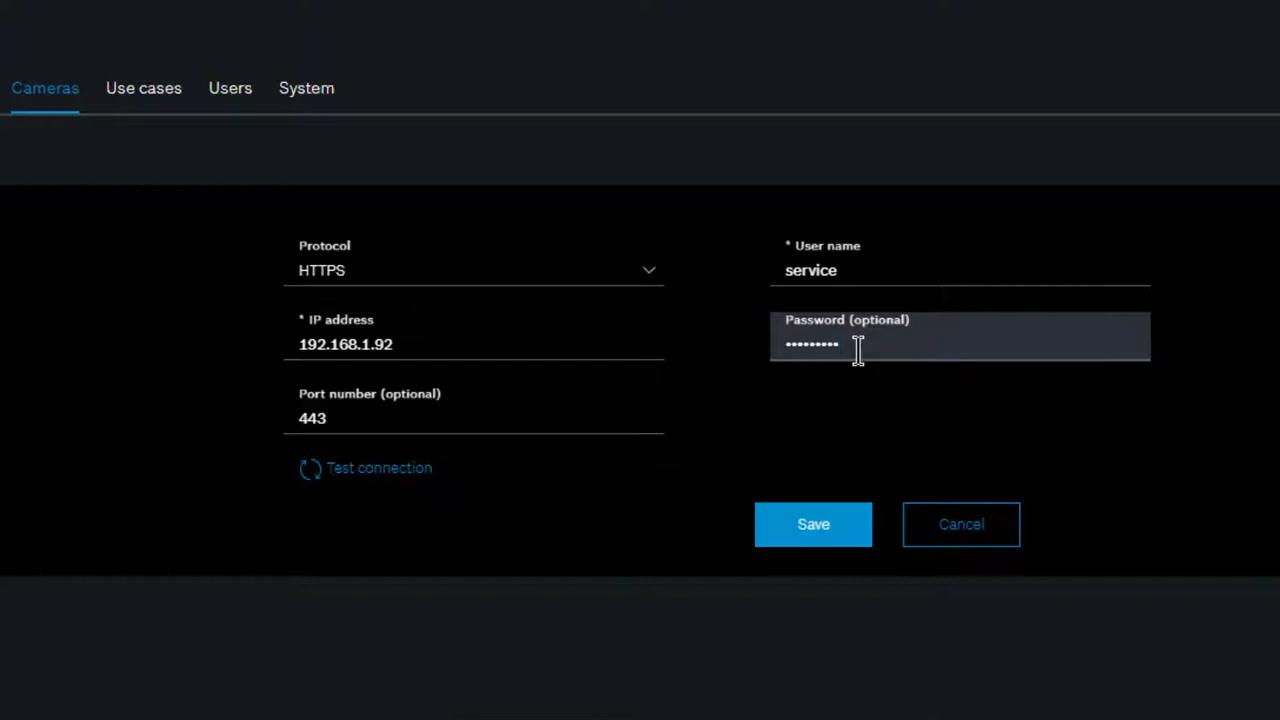 Cameras Use cases Users System
Protocol
HTTPS
* IP address
192.168.1.92
Port number (optional)
443
Test connection
* User name
service
Password (optional)
•••••••••
Save Cancel